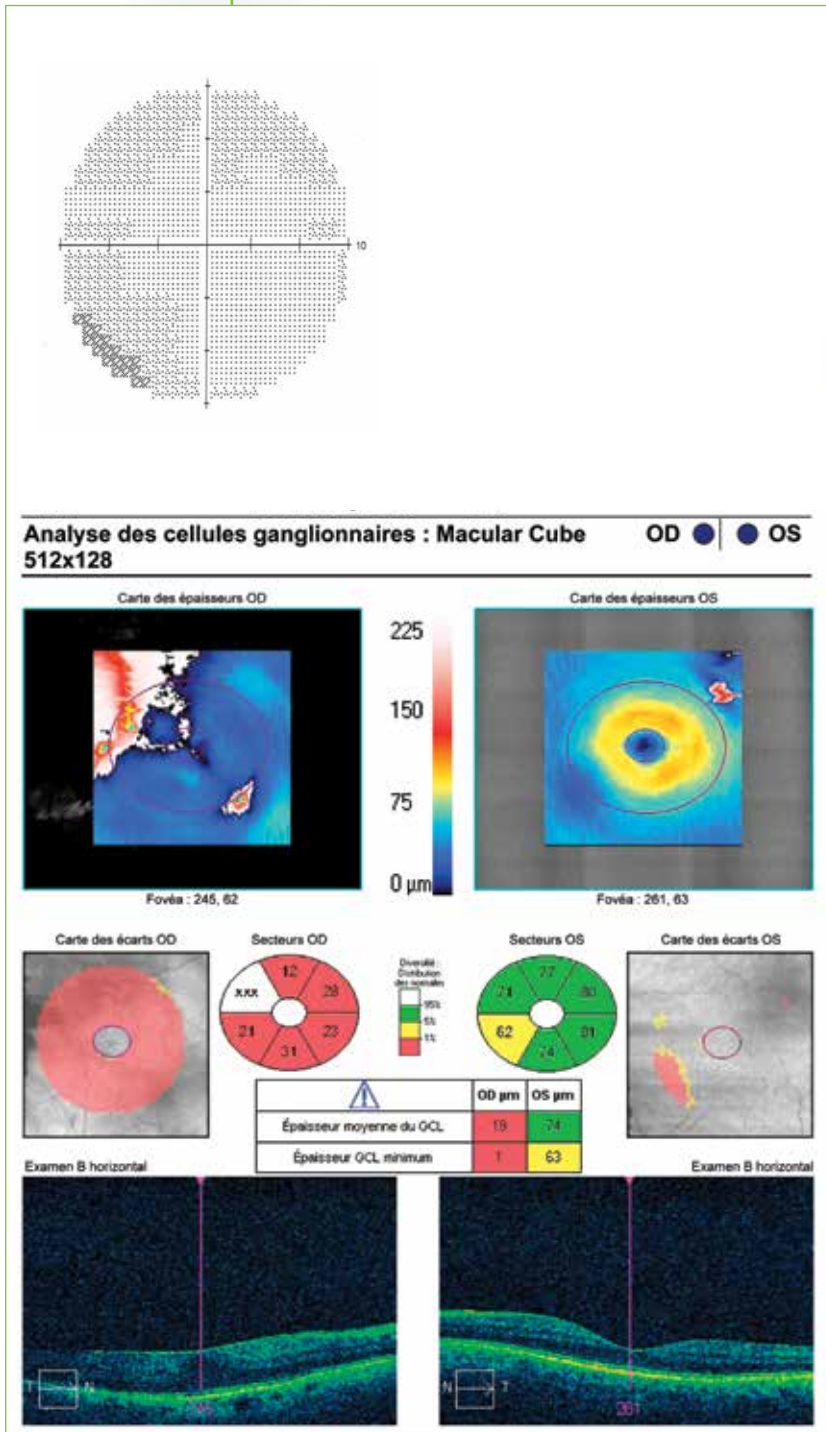 10
Analyse des cellules ganglionnaires : Macular Cube 512x128
OD OS
Carte des épaisseurs OD
Carte des épaisseurs OS
225
150
75
0 µm
Fovéa : 245, 62
Fovéa : 261, 63
Carte des écarts OD
Secteurs OD
Diversité :
Distribution
des normales
95%
5%
1%
Secteurs OS
Carte des écarts OS
xxx 12 28
21 31 23
71 77 80
62 74 81
OD µm OS µm
Épaisseur moyenne du GCL 19 74
Épaisseur GCL minimum 1 63
Examen B horizontal
Examen B horizontal
T N
N T
261